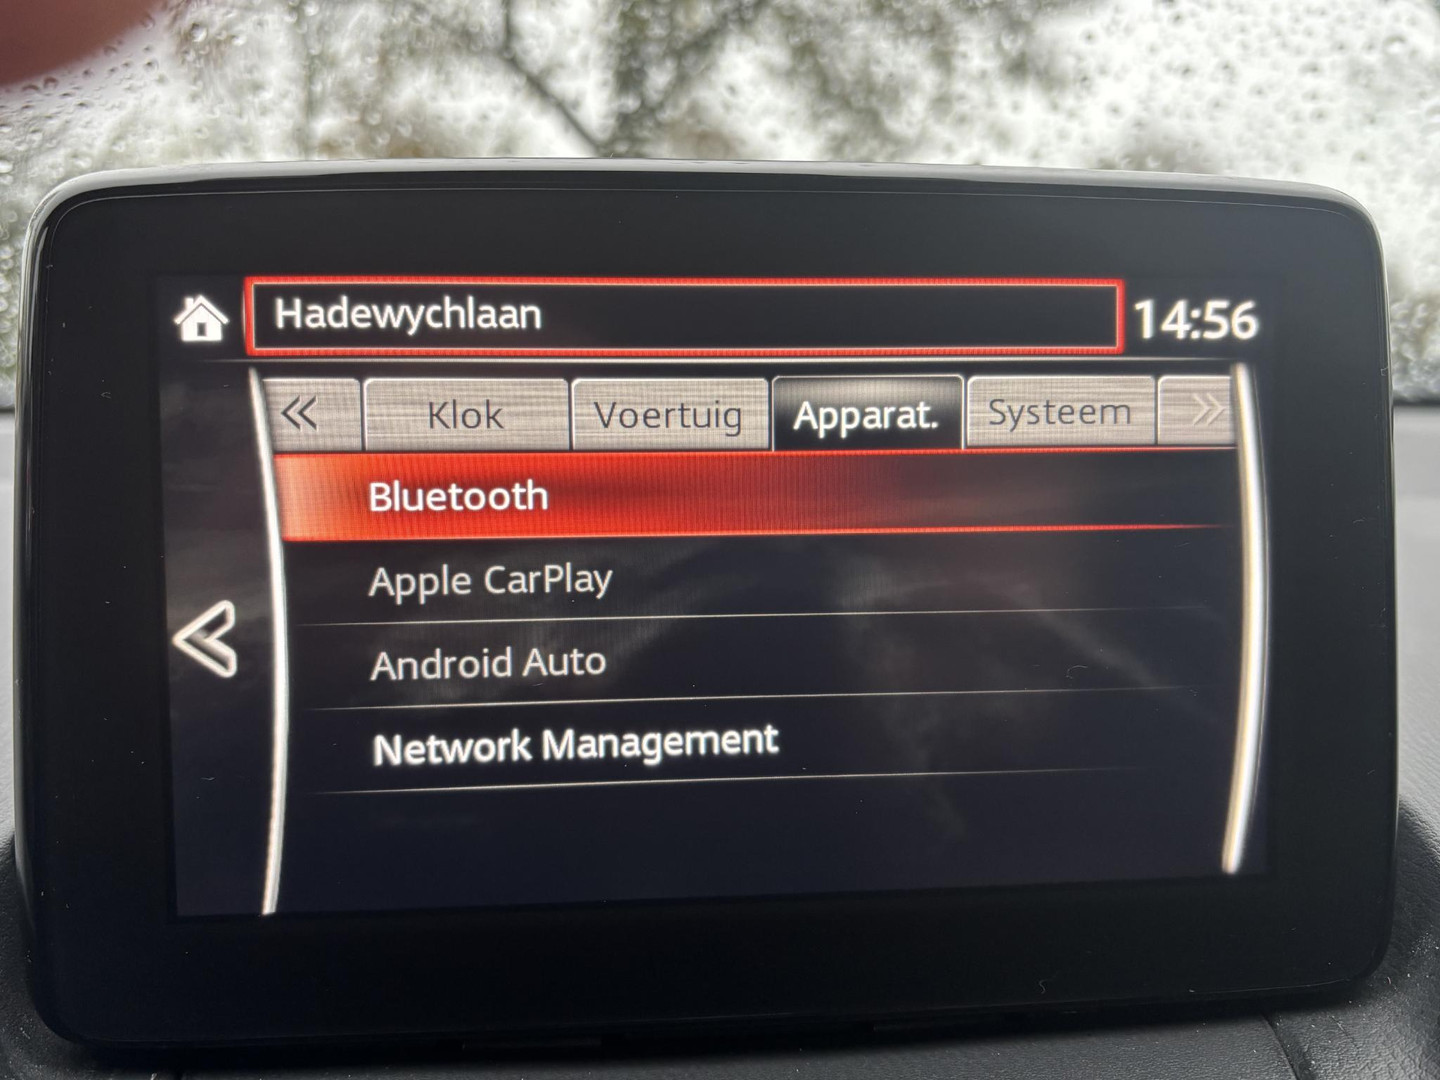 Hadewychlaan
14:56
Klok
Voertuig
Apparat.
Systeem
Bluetooth
Apple CarPlay
Android Auto
Network Management